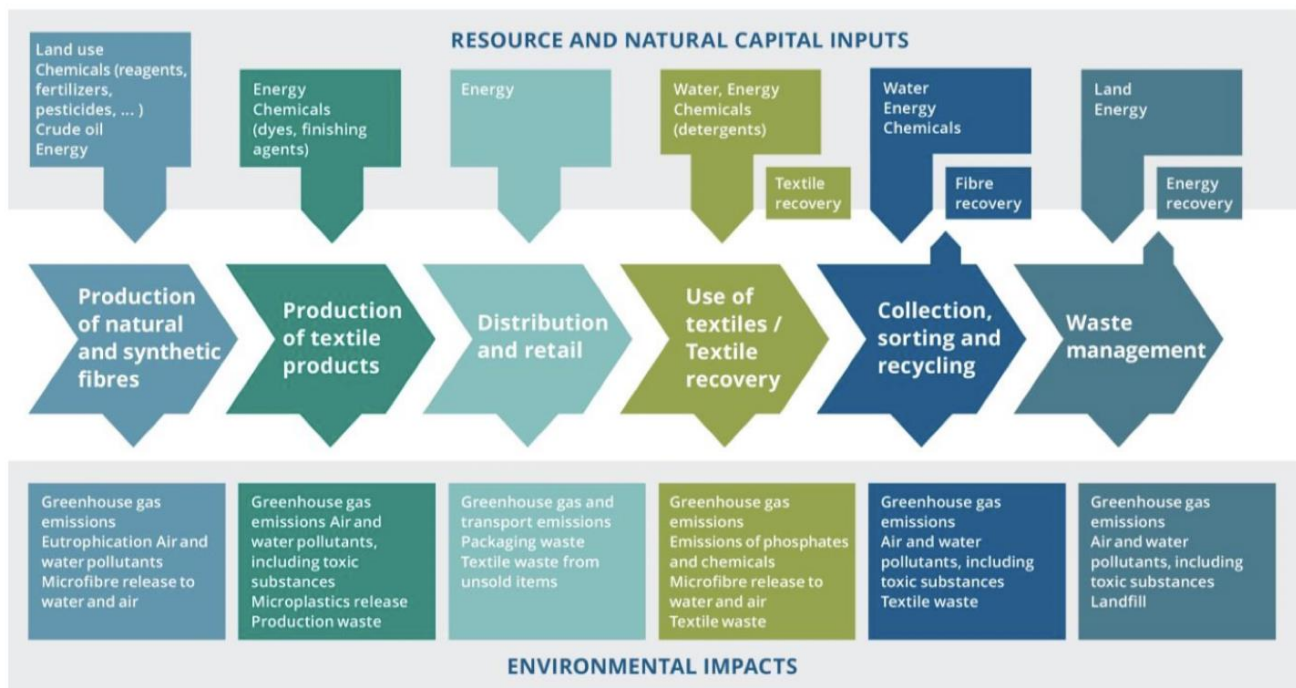 RESOURCE AND NATURAL CAPITAL INPUTS
Land use
Chemicals (reagents,
fertilizers,
pesticides, ... )
Crude oil
Energy
Energy
Chemicals
(dyes, finishing
agents)
Energy
Water, Energy
Chemicals
(detergents)
Textile
recovery
Water
Energy
Chemicals
Fibre
recovery
Land
Energy
Energy
recovery
Production
of natural
and synthetic
fibres
Production
of textile
products
Distribution
and retail
Use of
textiles /
Textile
recovery
Collection,
sorting and
recycling
Waste
management
Greenhouse gas
emissions
Eutrophication Air and
water pollutants
Microfibre release to
water and air
Greenhouse gas
emissions Air and
water pollutants,
including toxic
substances
Microplastics release
Production waste
Greenhouse gas and
transport emissions
Packaging waste
Textile waste from
unsold items
Greenhouse gas
emissions
Emissions of phosphates
and chemicals
Microfibre release to
water and air
Textile waste
Greenhouse gas
emissions
Air and water
pollutants, including
toxic substances
Textile waste
Greenhouse gas
emissions
Air and water
pollutants, including
toxic substances
Landfill
ENVIRONMENTAL IMPACTS